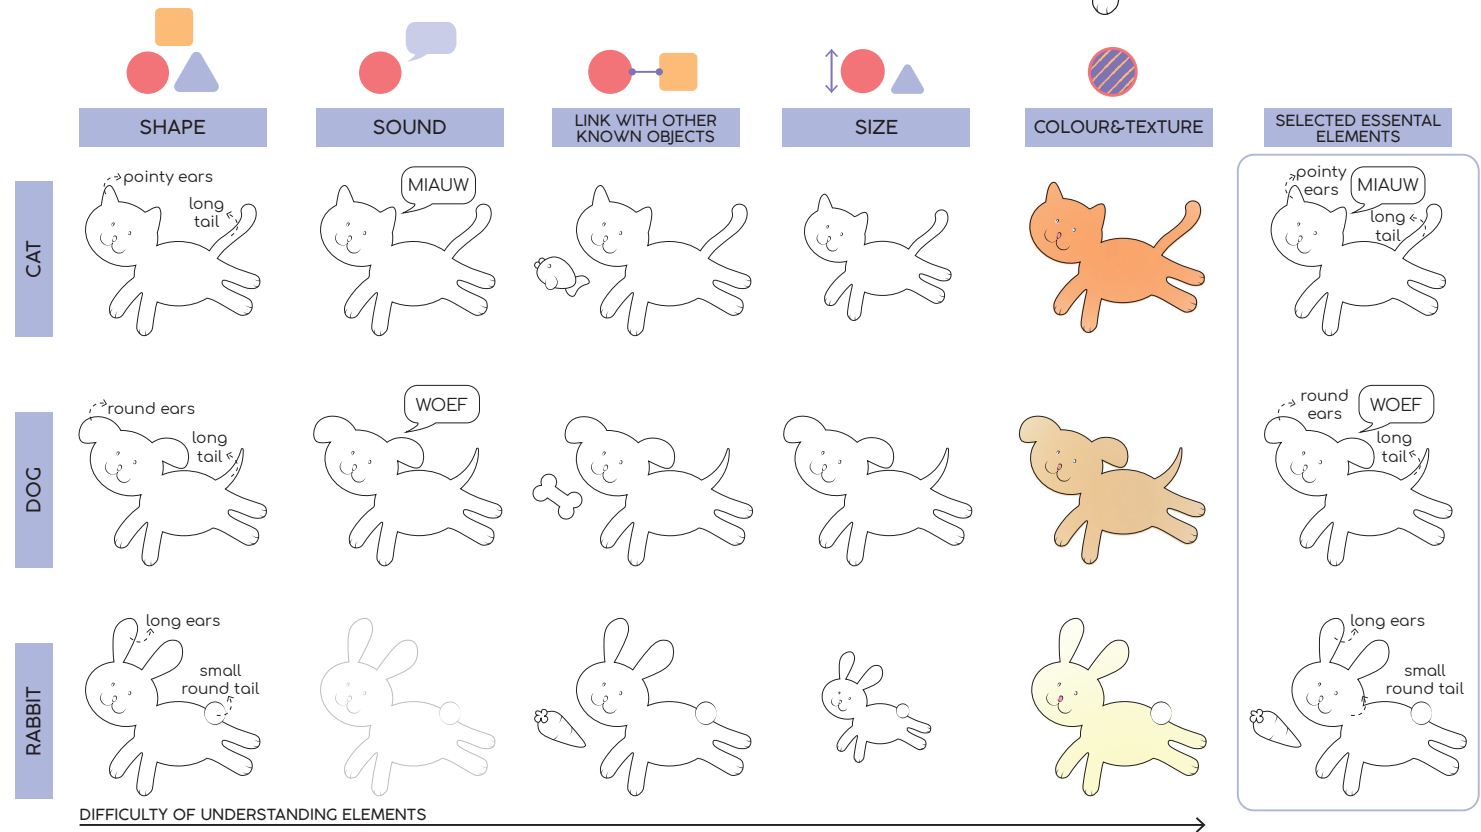 SHAPE
SOUND
LINK WITH OTHER
KNOWN OBJECTS
SIZE
COLOUR&TEXTURE
SELECTED ESSENTAL
ELEMENTS
CAT
pointy ears
long
tail
MIAUW
pointy
ears
MIAUW
long
tail
DOG
round ears
long
tail
WOEF
round
ears
WOEF
long
tail
RABBIT
long ears
small
round tail
long ears
small
round tail
DIFFICULTY OF UNDERSTANDING ELEMENTS